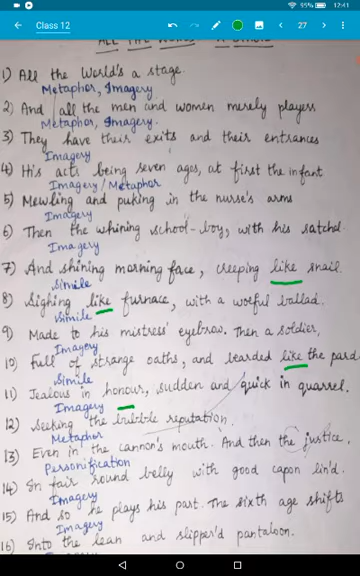 12:41
95%
Class 12
27
ALL THE WORLD'S A STAGE
1) All the World's a stage.
Metaphor, Imagery
2) And all the men and women merely players
Metaphor, Imagery.
3) They have their exits and their entrances
Imagery
4) His acts being seven ages, at first the infant
Imagery/Metaphor
5) Mewling and puking in the nurse's arms
Imagery
6) Then the whining school-boy, with his satchel
Imagery
7) And shining morning face, creeping like snail
Simile
8) Sighing like furnace, with a woeful ballad.
Simile
9) Made to his mistress' eyebrow. Then a soldier,
Imagery
10) Full of strange oaths, and bearded like the pard
Simile
11) Jealous in honour, sudden and quick in quarrel.
Imagery
12) Seeking the bubble reputation.
Metaphor
13) Even in the cannon's mouth. And then the justice,
Personification
14) In fair round belly with good capon lin'd.
Imagery
15) And so he plays his part. The sixth age shifts
Imagery
16) Into the lean and slipper'd pantaloon.